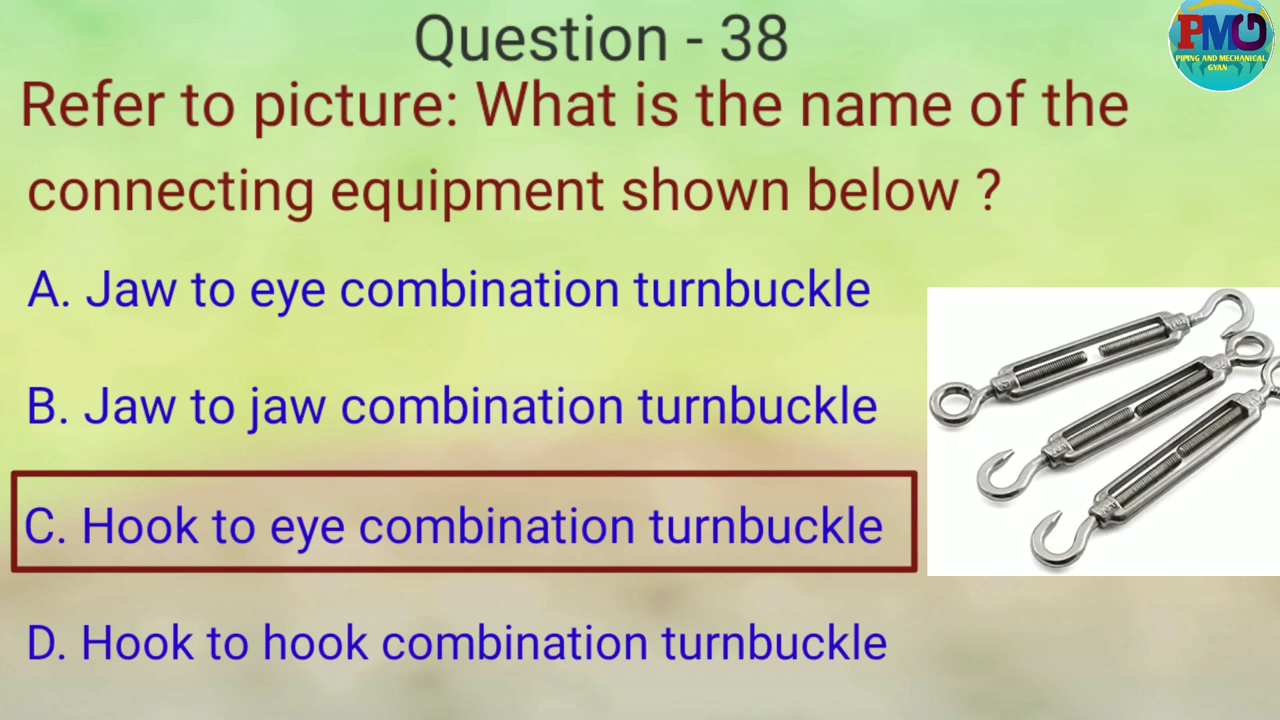 Question - 38
PMG
PIPING AND MECHANICAL
GYAN
Refer to picture: What is the name of the
connecting equipment shown below ?
A. Jaw to eye combination turnbuckle
B. Jaw to jaw combination turnbuckle
C. Hook to eye combination turnbuckle
D. Hook to hook combination turnbuckle